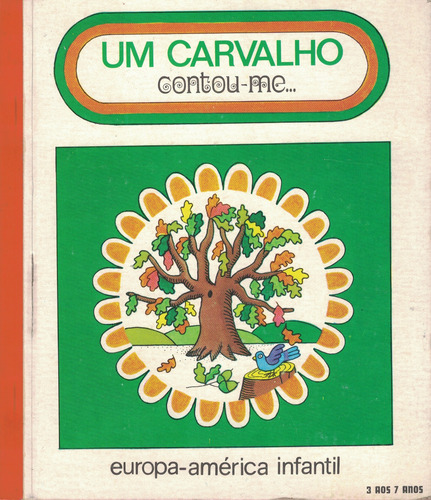 UM CARVALHO
contou-me...
europa-américa infantil
3 AOS 7 ANOS